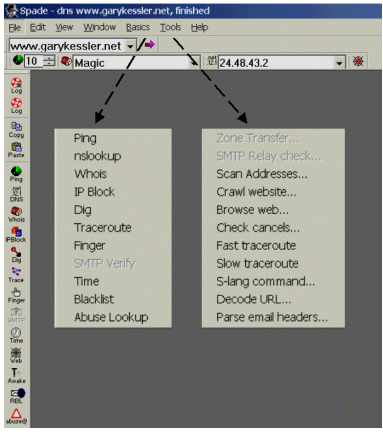 Spade - dns www.garykessler.net, finished
File Edit View Window Basics Tools Help
www.garykessler.net
10 Magic 24.48.43.2
Log
Log
Copy
Paste
Ping
DNS
Whois
IPBlock
Dig
Trace
Finger
SMTP
Time
Web
Awake
RBL
abuse@
Ping
nslookup
Whois
IP Block
Dig
Traceroute
Finger
SMTP Verify
Time
Blacklist
Abuse Lookup
Zone Transfer...
SMTP Relay check...
Scan Addresses...
Crawl website...
Browse web...
Check cancels...
Fast traceroute
Slow traceroute
S-lang command...
Decode URL...
Parse email headers...